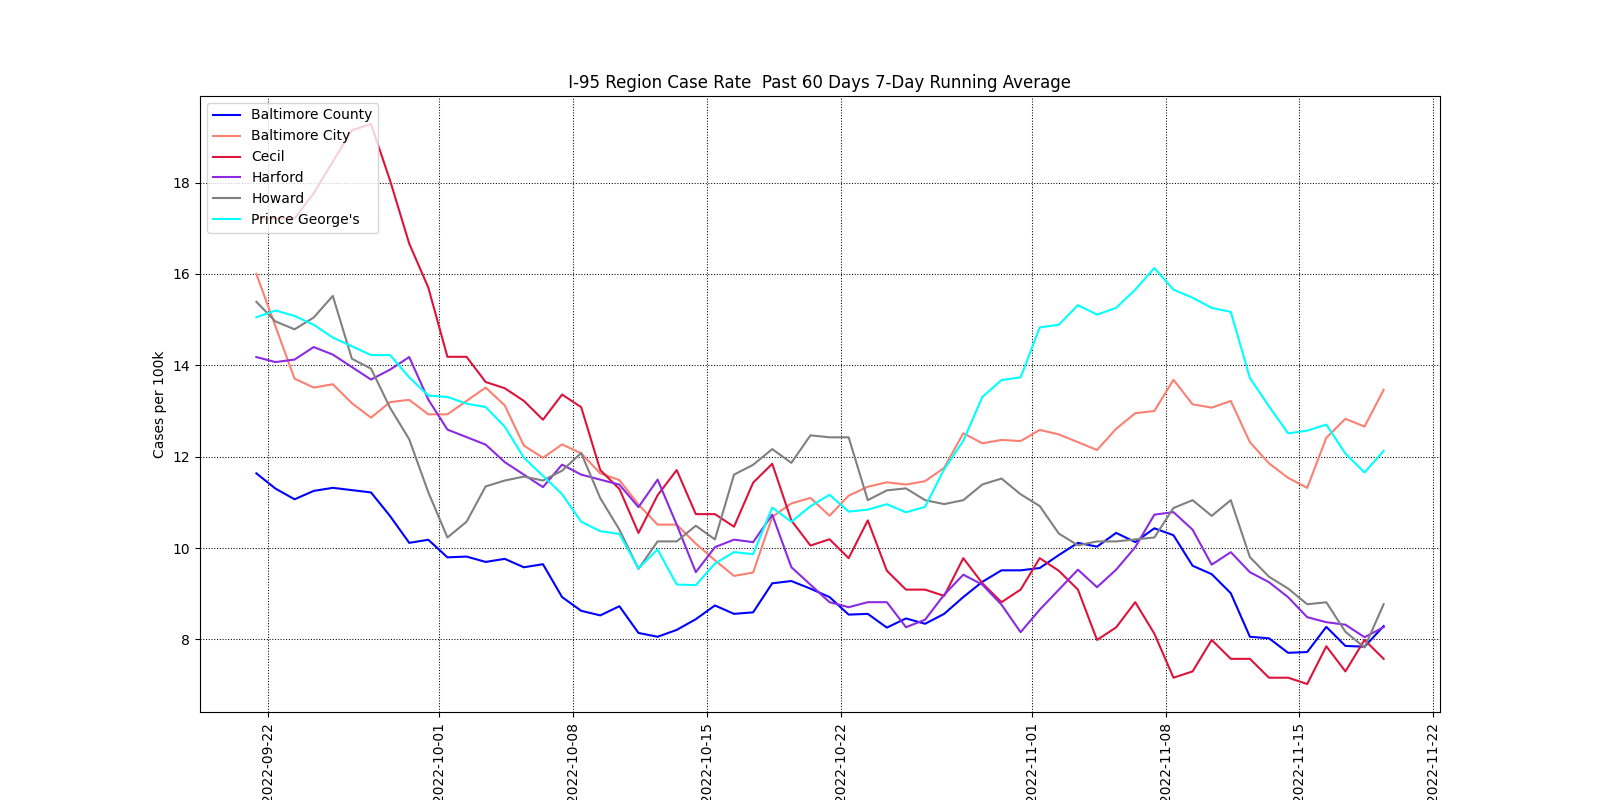 I-95 Region Case Rate  Past 60 Days 7-Day Running Average
Baltimore County
Baltimore City
Cecil
Harford
Howard
Prince George's
Cases per 100k
18
16
14
12
10
8
2022-09-22
2022-10-01
2022-10-08
2022-10-15
2022-10-22
2022-11-01
2022-11-08
2022-11-15
2022-11-22